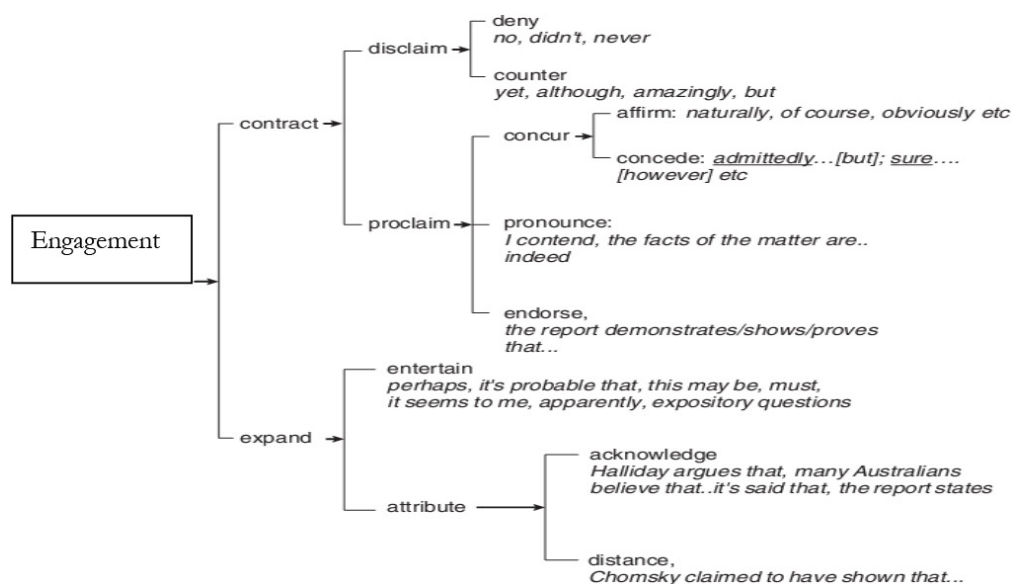 deny
no, didn't, never
disclaim
counter
yet, although, amazingly, but
contract
affirm: naturally, of course, obviously etc
concur
concede: admittedly…[but]; sure….
[however] etc
proclaim
pronounce:
I contend, the facts of the matter are..
indeed
Engagement
endorse,
the report demonstrates/shows/proves
that...
entertain
perhaps, it's probable that, this may be, must,
it seems to me, apparently, expository questions
expand
acknowledge
Halliday argues that, many Australians
believe that..it's said that, the report states
attribute
distance,
Chomsky claimed to have shown that...